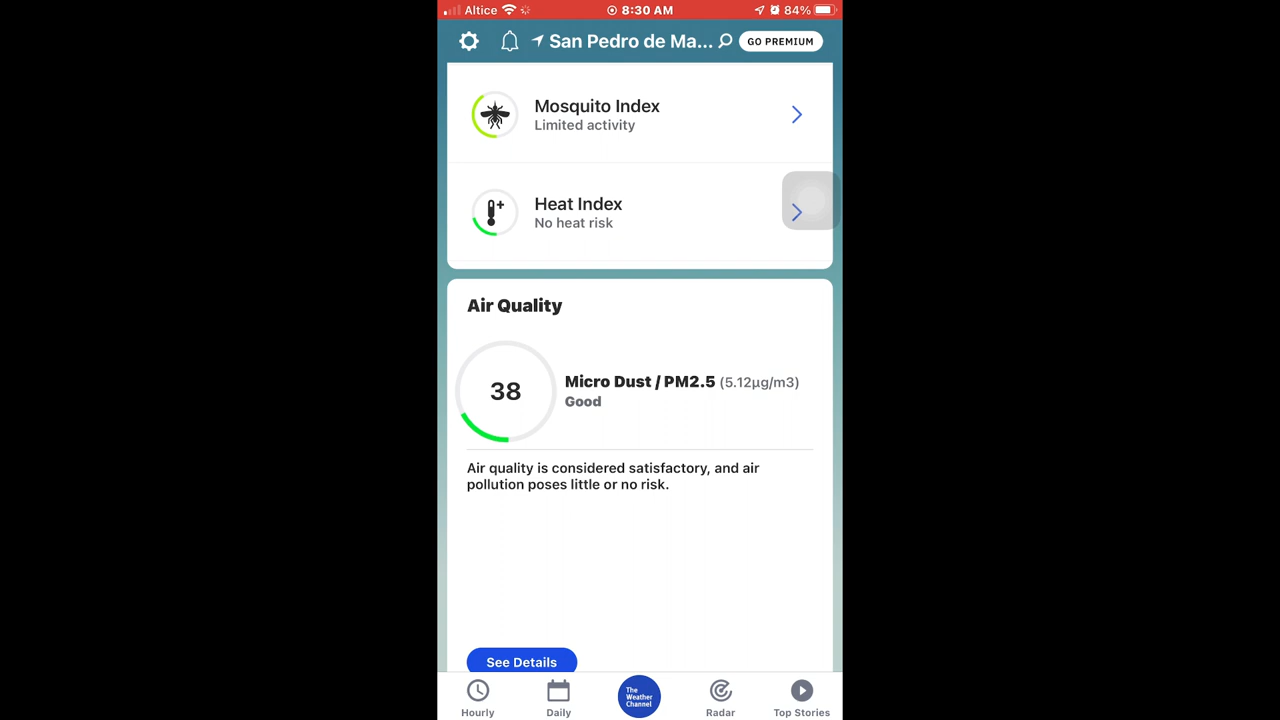 Altice 8:30 AM 84%
San Pedro de Ma... GO PREMIUM
Mosquito Index
Limited activity
Heat Index
No heat risk
Air Quality
38
Micro Dust / PM2.5 (5.12µg/m3)
Good
Air quality is considered satisfactory, and air
pollution poses little or no risk.
See Details
The
Weather
Channel
Hourly Daily Radar Top Stories